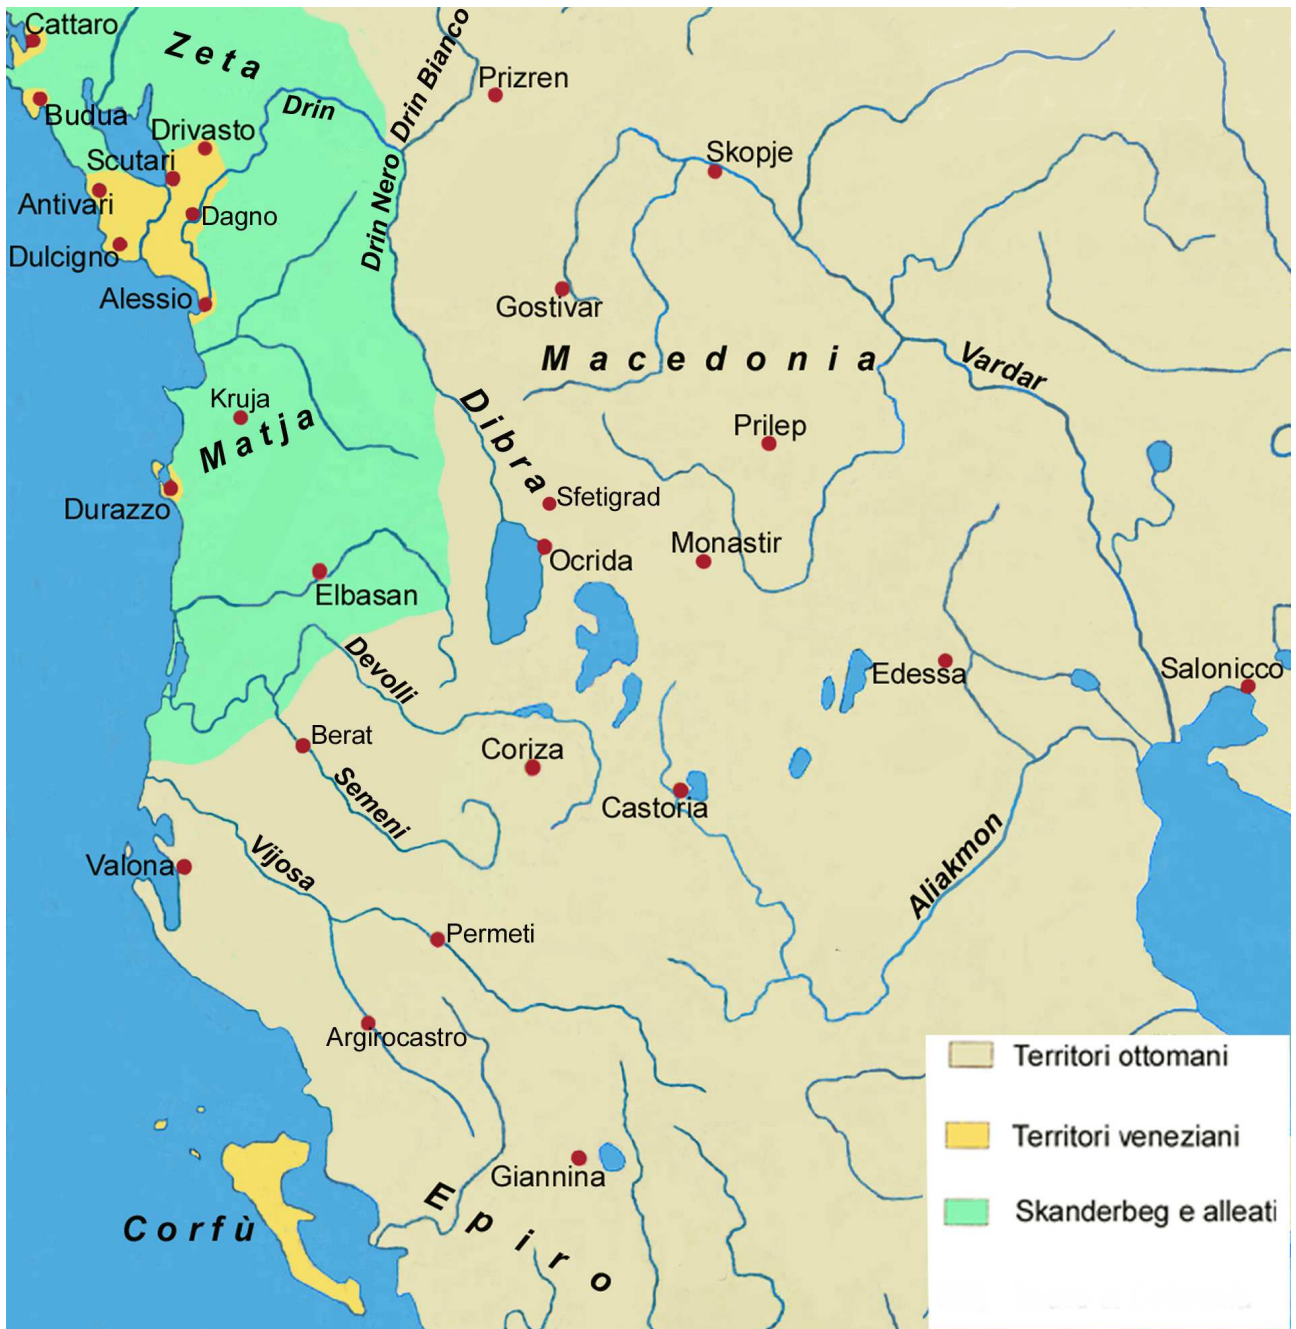 Cattaro
Zeta
Drin Bianco
Prizren
Budua
Drin
Drivasto
Scutari
Skopje
Antivari
Dagno
Drin Nero
Dulcigno
Alessio
Gostivar
Macedonia
Vardar
Kruja
Matja
Dibra
Prilep
Durazzo
Sfetigrad
Ocrida
Monastir
Elbasan
Devolli
Edessa
Salonicco
Berat
Coriza
Semeni
Castoria
Valona
Vijosa
Aliakmon
Permeti
Argirocastro
Giannina
Epiro
Corfù
Territori ottomani
Territori veneziani
Skanderbeg e alleati